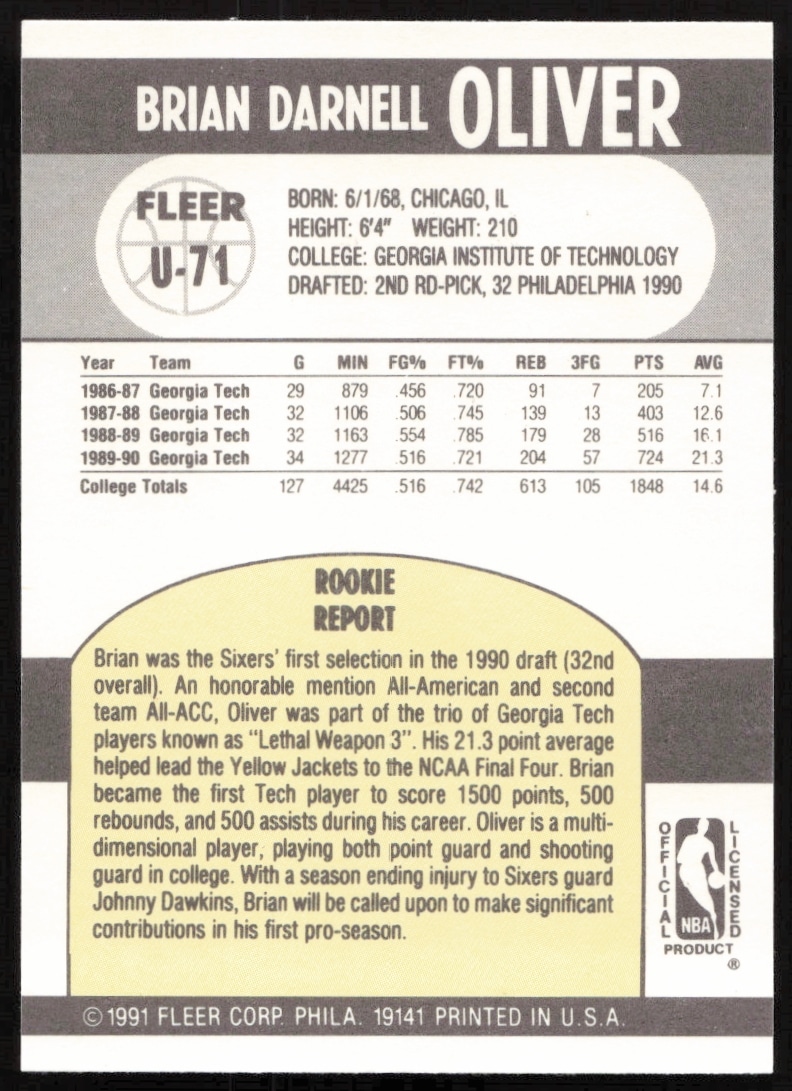 BRIAN DARNELL OLIVER
FLEER
U-71
BORN: 6/1/68, CHICAGO, IL
HEIGHT: 6'4" WEIGHT: 210
COLLEGE: GEORGIA INSTITUTE OF TECHNOLOGY
DRAFTED: 2ND RD-PICK, 32 PHILADELPHIA 1990
Year Team G MIN FG% FT% REB 3FG PTS AVG
1986-87 Georgia Tech 29 879 .456 .720 91 7 205 7.1
1987-88 Georgia Tech 32 1106 .506 .745 139 13 403 12.6
1988-89 Georgia Tech 32 1163 .554 .785 179 28 516 16.1
1989-90 Georgia Tech 34 1277 .516 .721 204 57 724 21.3
College Totals 127 4425 .516 .742 613 105 1848 14.6
ROOKIE
REPORT
Brian was the Sixers' first selection in the 1990 draft (32nd
overall). An honorable mention All-American and second
team All-ACC, Oliver was part of the trio of Georgia Tech
players known as "Lethal Weapon 3". His 21.3 point average
helped lead the Yellow Jackets to the NCAA Final Four. Brian
became the first Tech player to score 1500 points, 500
rebounds, and 500 assists during his career. Oliver is a multi-
dimensional player, playing both point guard and shooting
guard in college. With a season ending injury to Sixers guard
Johnny Dawkins, Brian will be called upon to make significant
contributions in his first pro-season.
OFFICIAL
LICENSED
NBA
PRODUCT
®
© 1991 FLEER CORP. PHILA. 19141 PRINTED IN U.S.A.